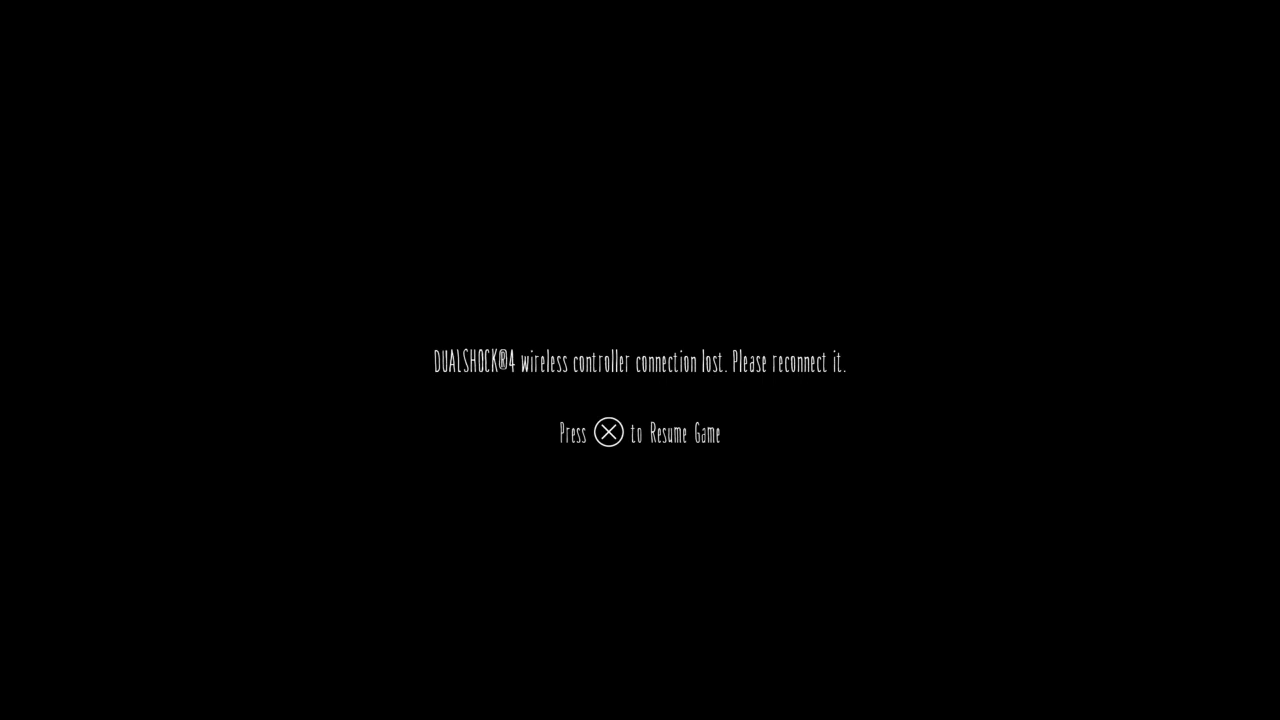 DUALSHOCK®4 wireless controller connection lost. Please reconnect it.
Press ⊗ to Resume Game